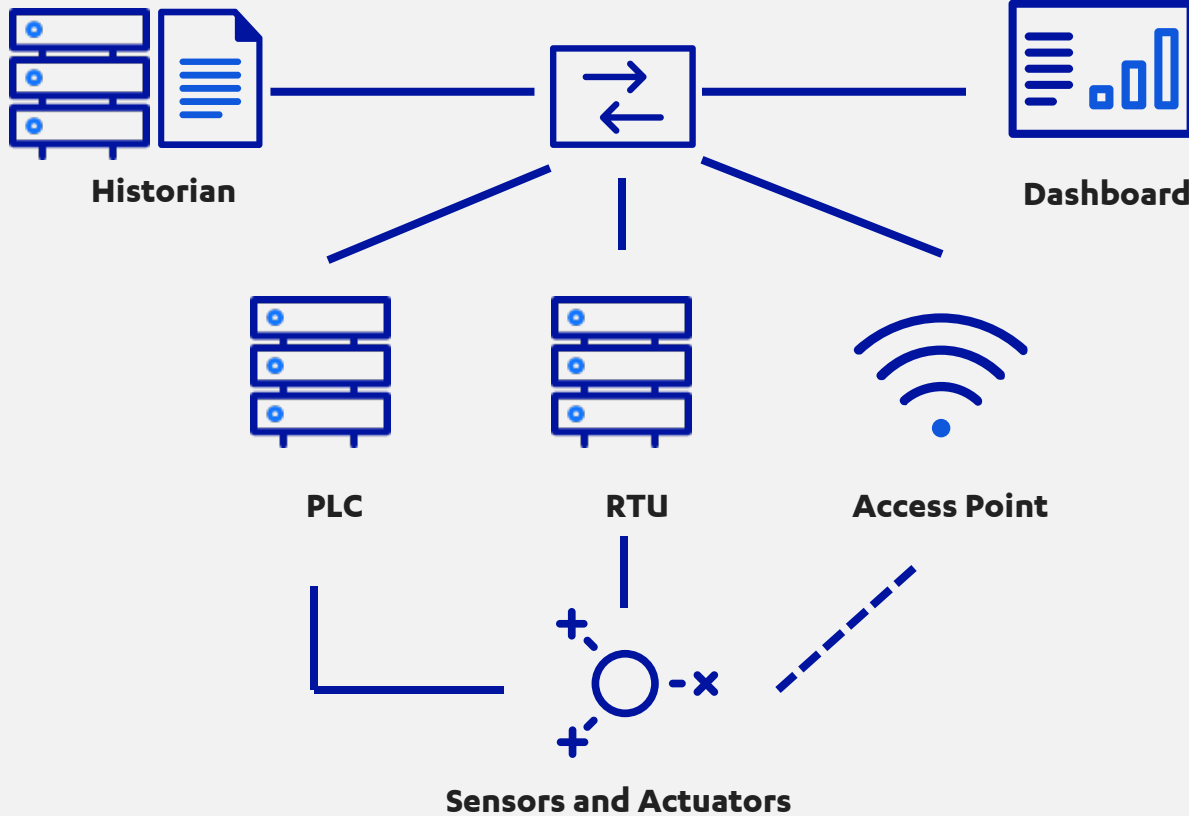 Historian
Dashboard
PLC
RTU
Access Point
Sensors and Actuators